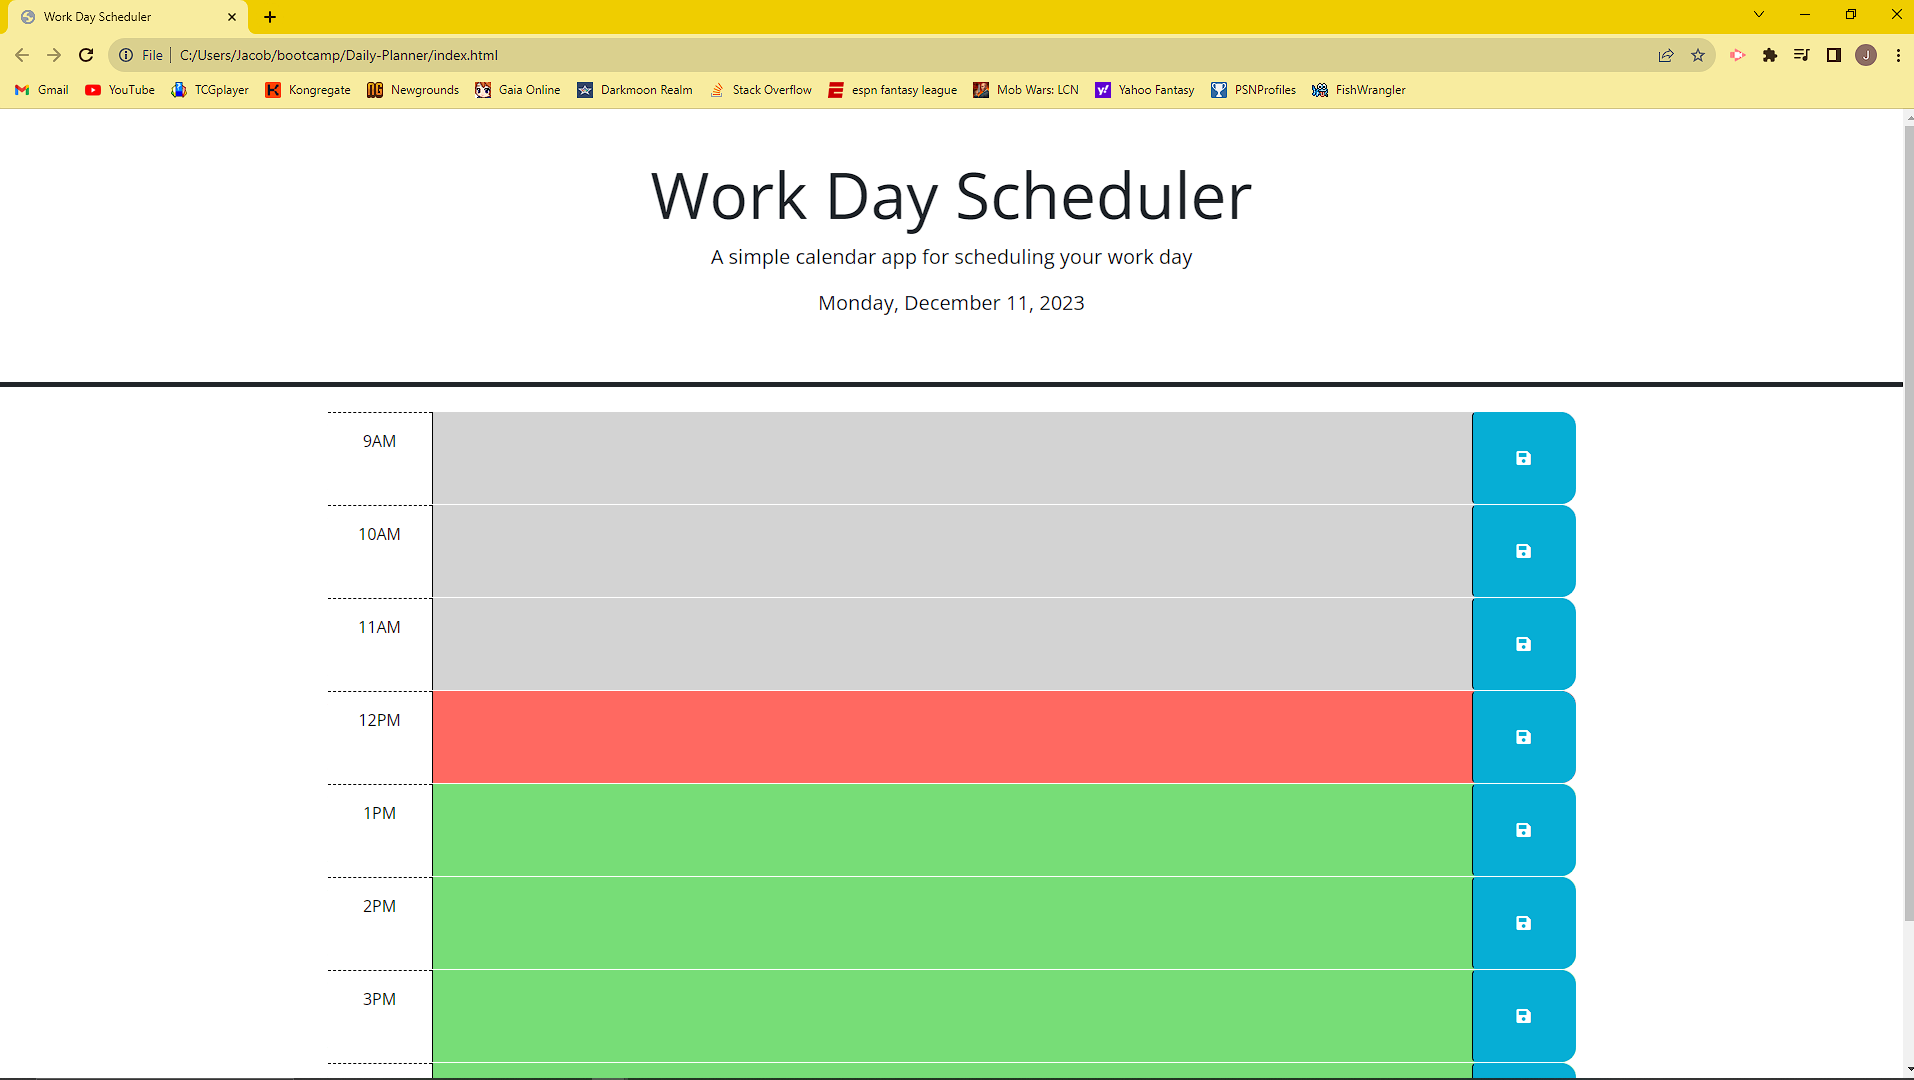 Work Day Scheduler
File C:/Users/Jacob/bootcamp/Daily-Planner/index.html J
Gmail YouTube TCGplayer Kongregate Newgrounds Gaia Online Darkmoon Realm Stack Overflow espn fantasy league Mob Wars: LCN Yahoo Fantasy PSNProfiles FishWrangler
Work Day Scheduler
A simple calendar app for scheduling your work day
Monday, December 11, 2023
9AM
10AM
11AM
12PM
1PM
2PM
3PM